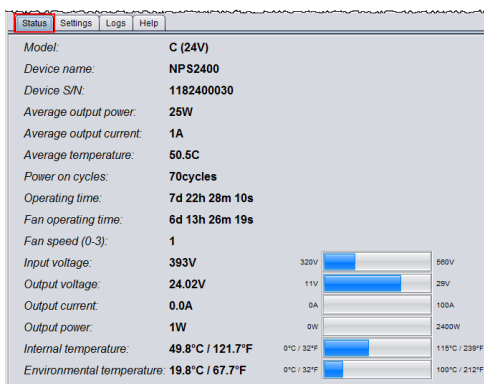 Status Settings Logs Help
Model: C (24V)
Device name: NPS2400
Device S/N: 1182400030
Average output power: 25W
Average output current: 1A
Average temperature: 50.5C
Power on cycles: 70cycles
Operating time: 7d 22h 28m 10s
Fan operating time: 6d 13h 26m 19s
Fan speed (0-3): 1
Input voltage: 393V 320V 560V
Output voltage: 24.02V 11V 29V
Output current: 0.0A 0A 100A
Output power: 1W 0W 2400W
Internal temperature: 49.8°C / 121.7°F 0°C / 32°F 115°C / 239°F
Environmental temperature: 19.8°C / 67.7°F 0°C / 32°F 100°C / 212°F